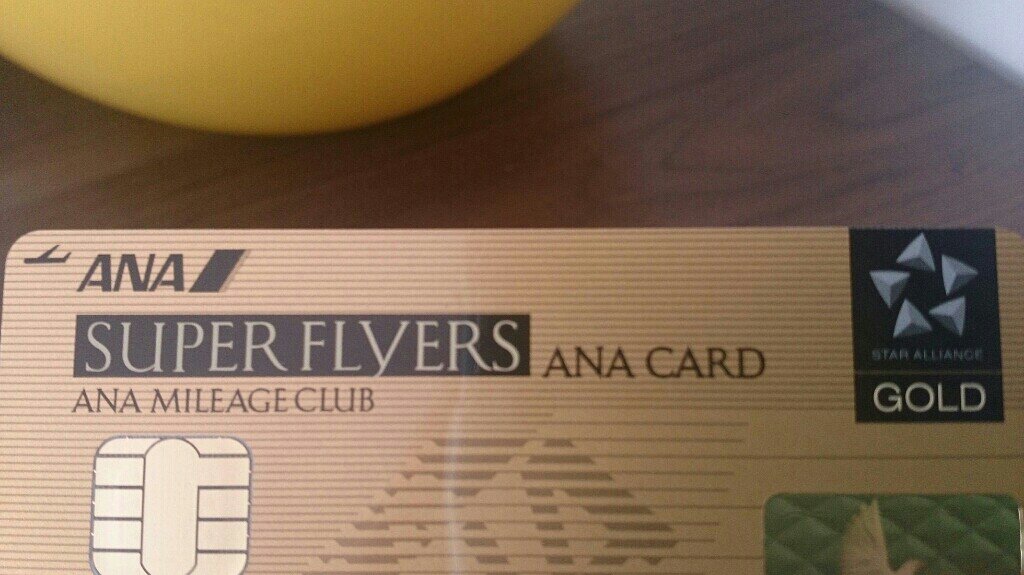 ANA
SUPER FLYERS ANA CARD
ANA MILEAGE CLUB
STAR ALLIANCE
GOLD